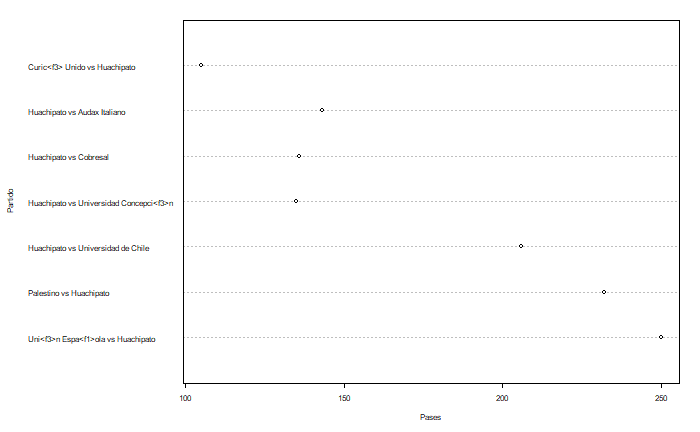 Curic<f3> Unido vs Huachipato
Huachipato vs Audax Italiano
Huachipato vs Cobresal
Partido
Huachipato vs Universidad Concepci<f3>n
Huachipato vs Universidad de Chile
Palestino vs Huachipato
Uni<f3>n Espa<f1>ola vs Huachipato
100 150 200 250
Pases